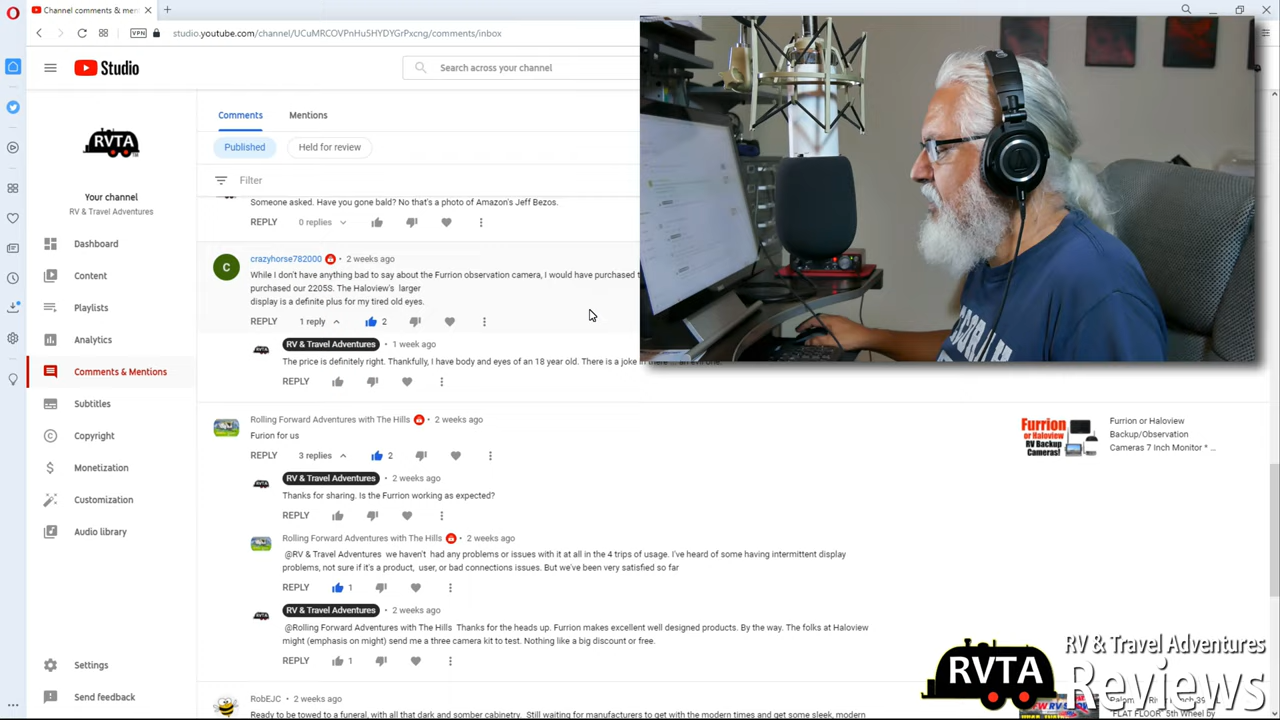 Channel comments & men
VPN
studio.youtube.com/channel/UCuMRCOVPnHu5HYDYGrPxcng/comments/inbox
Studio
Search across your channel
RVTA
Your channel
RV & Travel Adventures
Dashboard
Content
Playlists
Analytics
Comments & Mentions
Subtitles
Copyright
Monetization
Customization
Audio library
Settings
Send feedback
Comments
Mentions
Published
Held for review
Filter
Someone asked. Have you gone bald? No that's a photo of Amazon's Jeff Bezos.
REPLY 0 replies
C
crazyhorse782000 • 2 weeks ago
While I don't have anything bad to say about the Furrion observation camera, I would have purchased
purchased our 2205S. The Haloview's larger
display is a definite plus for my tired old eyes.
REPLY 1 reply 2
RV & Travel Adventures • 1 week ago
The price is definitely right. Thankfully, I have body and eyes of an 18 year old. There is a joke in
REPLY
Rolling Forward Adventures with The Hills • 2 weeks ago
Furion for us
REPLY 3 replies 2
Furrion or Haloview
Backup/Observation
Cameras 7 Inch Monitor * ...
Furrion
or Haloview
RV Backup
Cameras!
RV & Travel Adventures • 2 weeks ago
Thanks for sharing. Is the Furrion working as expected?
REPLY
Rolling Forward Adventures with The Hills • 2 weeks ago
@RV & Travel Adventures we haven't had any problems or issues with it at all in the 4 trips of usage. I've heard of some having intermittent display
problems, not sure if it's a product, user, or bad connections issues. But we've been very satisfied so far
REPLY 1
RV & Travel Adventures • 2 weeks ago
@Rolling Forward Adventures with The Hills Thanks for the heads up. Furrion makes excellent well designed products. By the way. The folks at Haloview
might (emphasis on might) send me a three camera kit to test. Nothing like a big discount or free.
REPLY 1
RobEJC • 2 weeks ago
Ready to be towed to a funeral, with all that dark and somber cabinetry. Still waiting for manufacturers to get with the modern times and get some sleek, modern
RVTA
RV & Travel Adventures
Reviews
"FLAT FLOOR" 5th Wheel by